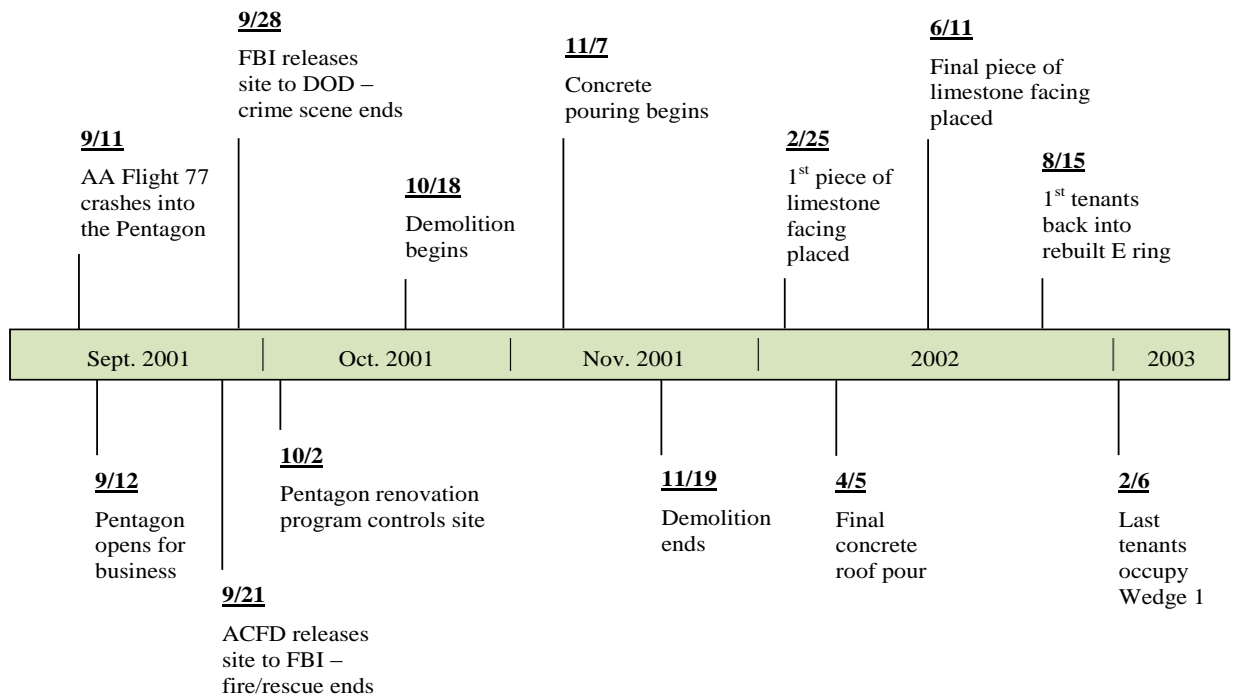 9/28
FBI releases
site to DOD –
crime scene ends
11/7
Concrete
pouring begins
6/11
Final piece of
limestone facing
placed
9/11
AA Flight 77
crashes into
the Pentagon
10/18
Demolition
begins
2/25
1st piece of
limestone
facing
placed
8/15
1st tenants
back into
rebuilt E ring
Sept. 2001
Oct. 2001
Nov. 2001
2002
2003
9/12
Pentagon
opens for
business
9/21
ACFD releases
site to FBI –
fire/rescue ends
10/2
Pentagon renovation
program controls site
11/19
Demolition
ends
4/5
Final
concrete
roof pour
2/6
Last
tenants
occupy
Wedge 1